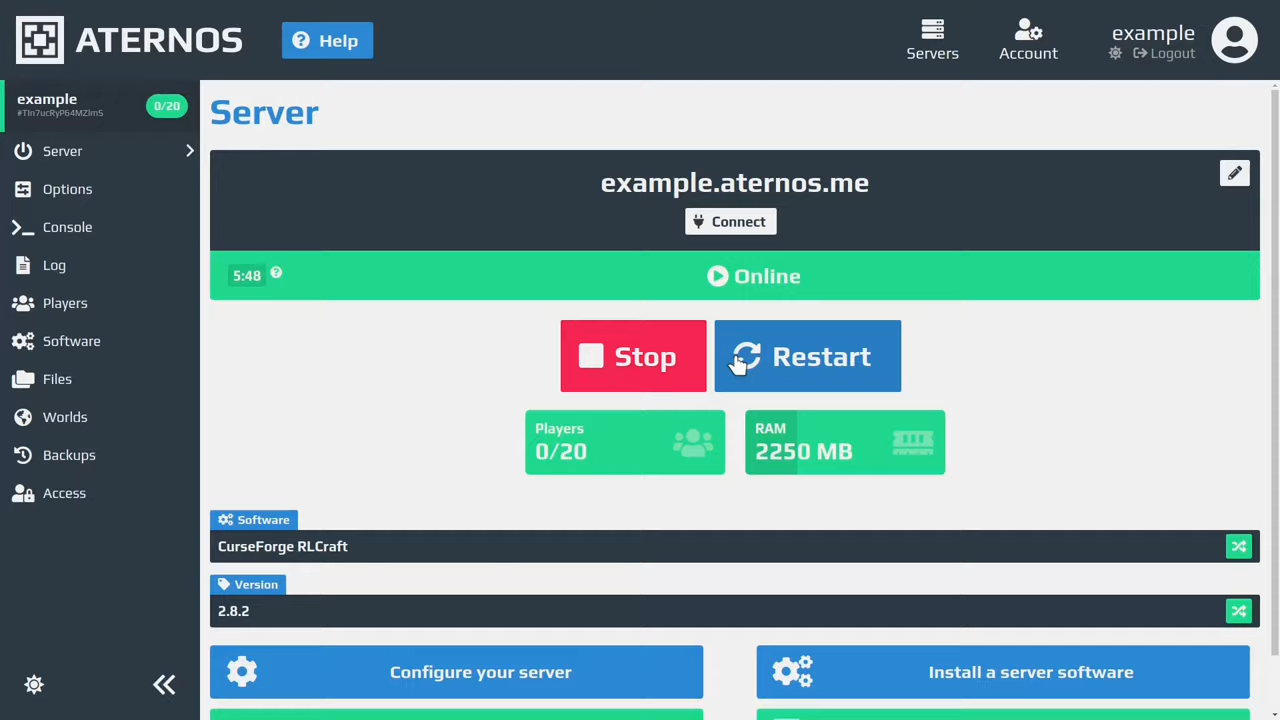 ATERNOS
Help
Servers
Account
example
Logout
example
#TIn7ucRyP64MZlmS
0/20
Server
Options
Console
Log
Players
Software
Files
Worlds
Backups
Access
Server
example.aternos.me
Connect
5:48
Online
Stop
Restart
Players
0/20
RAM
2250 MB
Software
CurseForge RLCraft
Version
2.8.2
Configure your server
Install a server software